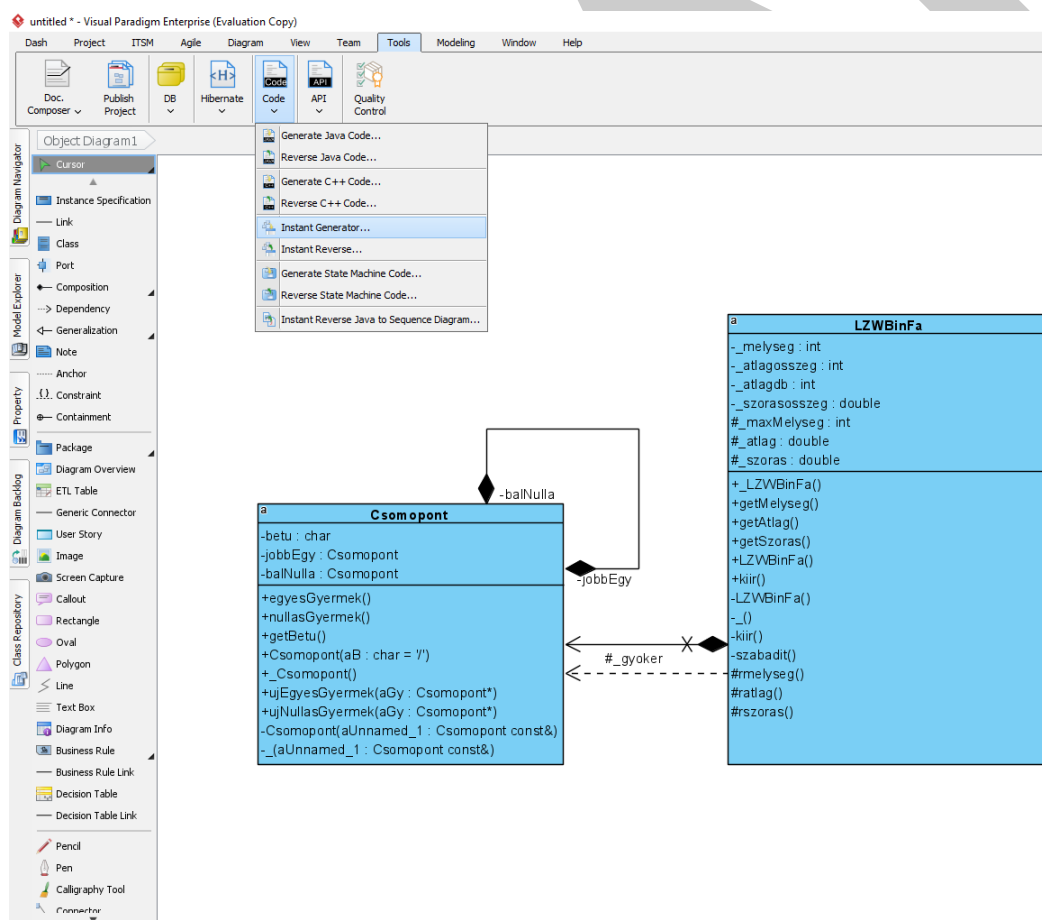 untitled * - Visual Paradigm Enterprise (Evaluation Copy)
Dash Project ITSM Agile Diagram View Team Tools Modeling Window Help
Doc. Composer
Publish Project
DB
Hibernate
Code
API
Quality Control
Object Diagram1
Diagram Navigator
Model Explorer
Property
Diagram Backlog
Class Repository
Cursor
Instance Specification
Link
Class
Port
Composition
Dependency
Generalization
Note
Anchor
Constraint
Containment
Package
Diagram Overview
ETL Table
Generic Connector
User Story
Image
Screen Capture
Callout
Rectangle
Oval
Polygon
Line
Text Box
Diagram Info
Business Rule
Business Rule Link
Decision Table
Decision Table Link
Pencil
Pen
Calligraphy Tool
Connector
Generate Java Code...
Reverse Java Code...
Generate C++ Code...
Reverse C++ Code...
Instant Generator...
Instant Reverse...
Generate State Machine Code...
Reverse State Machine Code...
Instant Reverse Java to Sequence Diagram...
-balNulla
a
Csomopont
-betu : char
-jobbEgy : Csomopont
-balNulla : Csomopont
+egyesGyermek()
+nullasGyermek()
+getBetu()
+Csomopont(aB : char = '/')
+_Csomopont()
+ujEgyesGyermek(aGy : Csomopont*)
+ujNullasGyermek(aGy : Csomopont*)
-Csomopont(aUnnamed_1 : Csomopont const&)
-_(aUnnamed_1 : Csomopont const&)
-jobbEgy
#_gyoker
a
LZWBinFa
-_melyseg : int
-_atlagosszeg : int
-_atlagdb : int
-_szorasosszeg : double
#_maxMelyseg : int
#_atlag : double
#_szoras : double
+_LZWBinFa()
+getMelyseg()
+getAtlag()
+getSzoras()
+LZWBinFa()
+kiir()
-LZWBinFa()
-_()
-kiir()
-szabadit()
#rmelyseg()
#ratlag()
#rszoras()